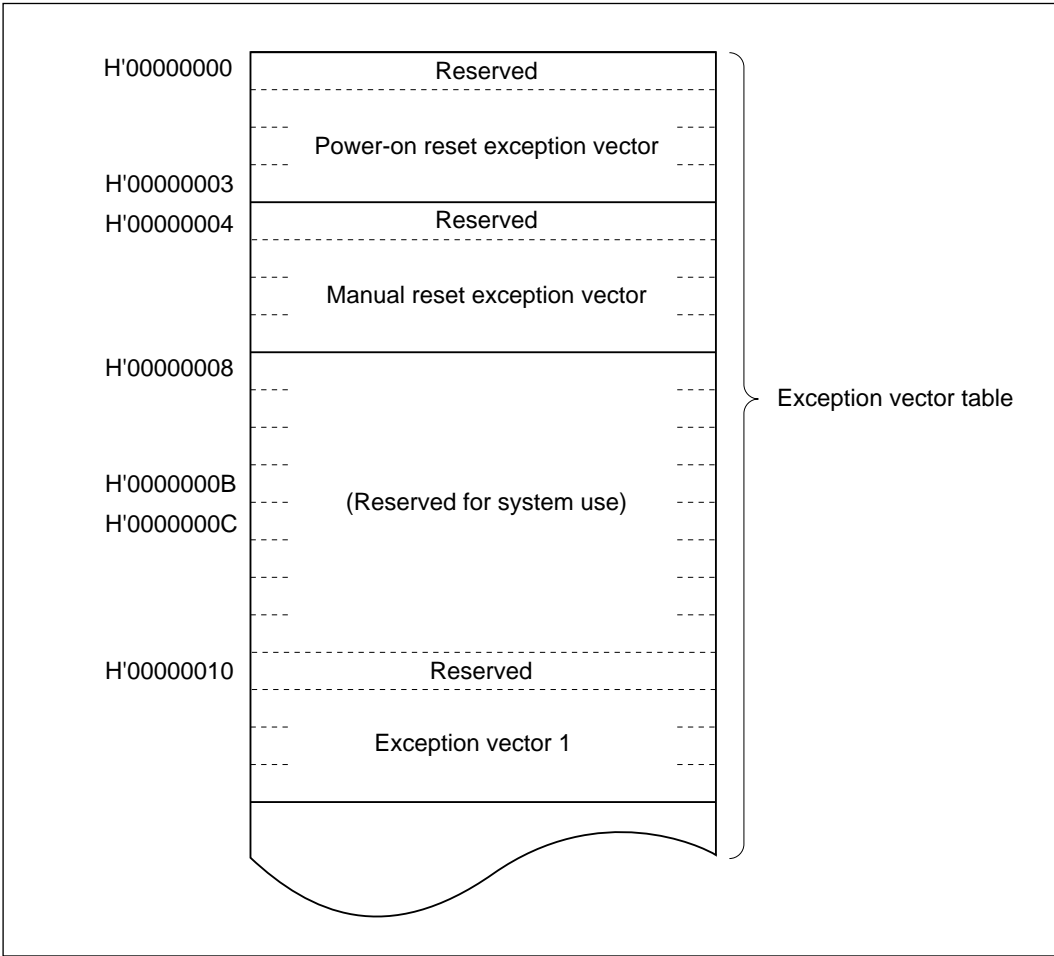 H'00000000
Reserved
Power-on reset exception vector
H'00000003
H'00000004
Reserved
Manual reset exception vector
H'00000008
Exception vector table
H'0000000B
(Reserved for system use)
H'0000000C
H'00000010
Reserved
Exception vector 1